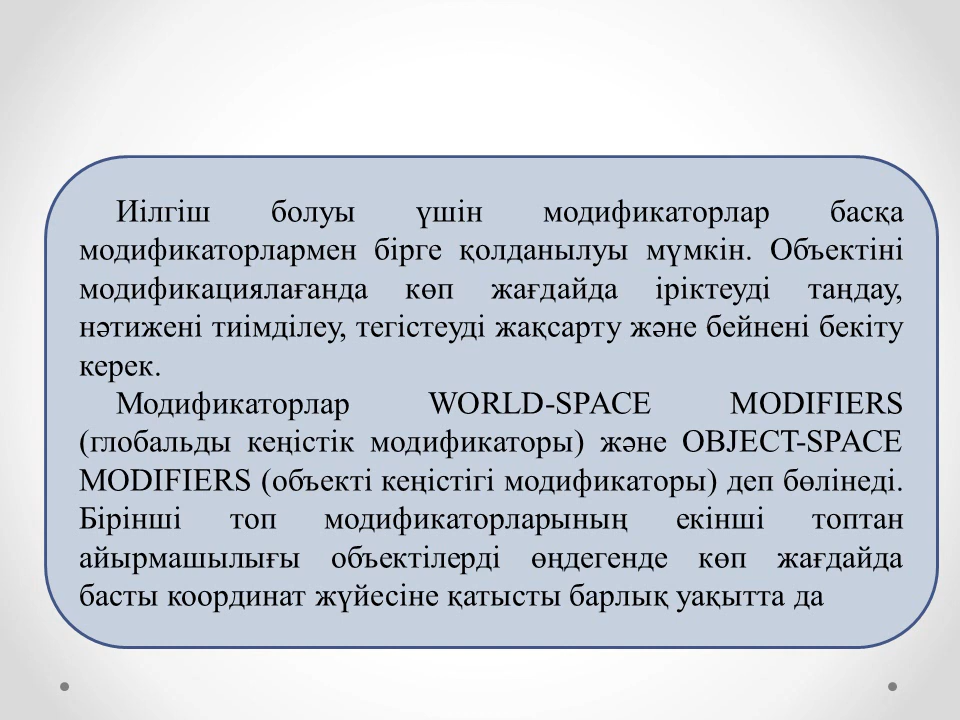 Иілгіш болуы үшін модификаторлар басқа
модификаторлармен бірге қолданылуы мүмкін. Объектіні
модификациялағанда көп жағдайда іріктеуді таңдау,
нәтижені тиімділеу, тегістеуді жақсарту және бейнені бекіту
керек.
Модификаторлар WORLD-SPACE MODIFIERS
(глобальды кеңістік модификаторы) және OBJECT-SPACE
MODIFIERS (объекті кеңістігі модификаторы) деп бөлінеді.
Бірінші топ модификаторларының екінші топтан
айырмашылығы объектілерді өңдегенде көп жағдайда
басты координат жүйесіне қатысты барлық уақытта да